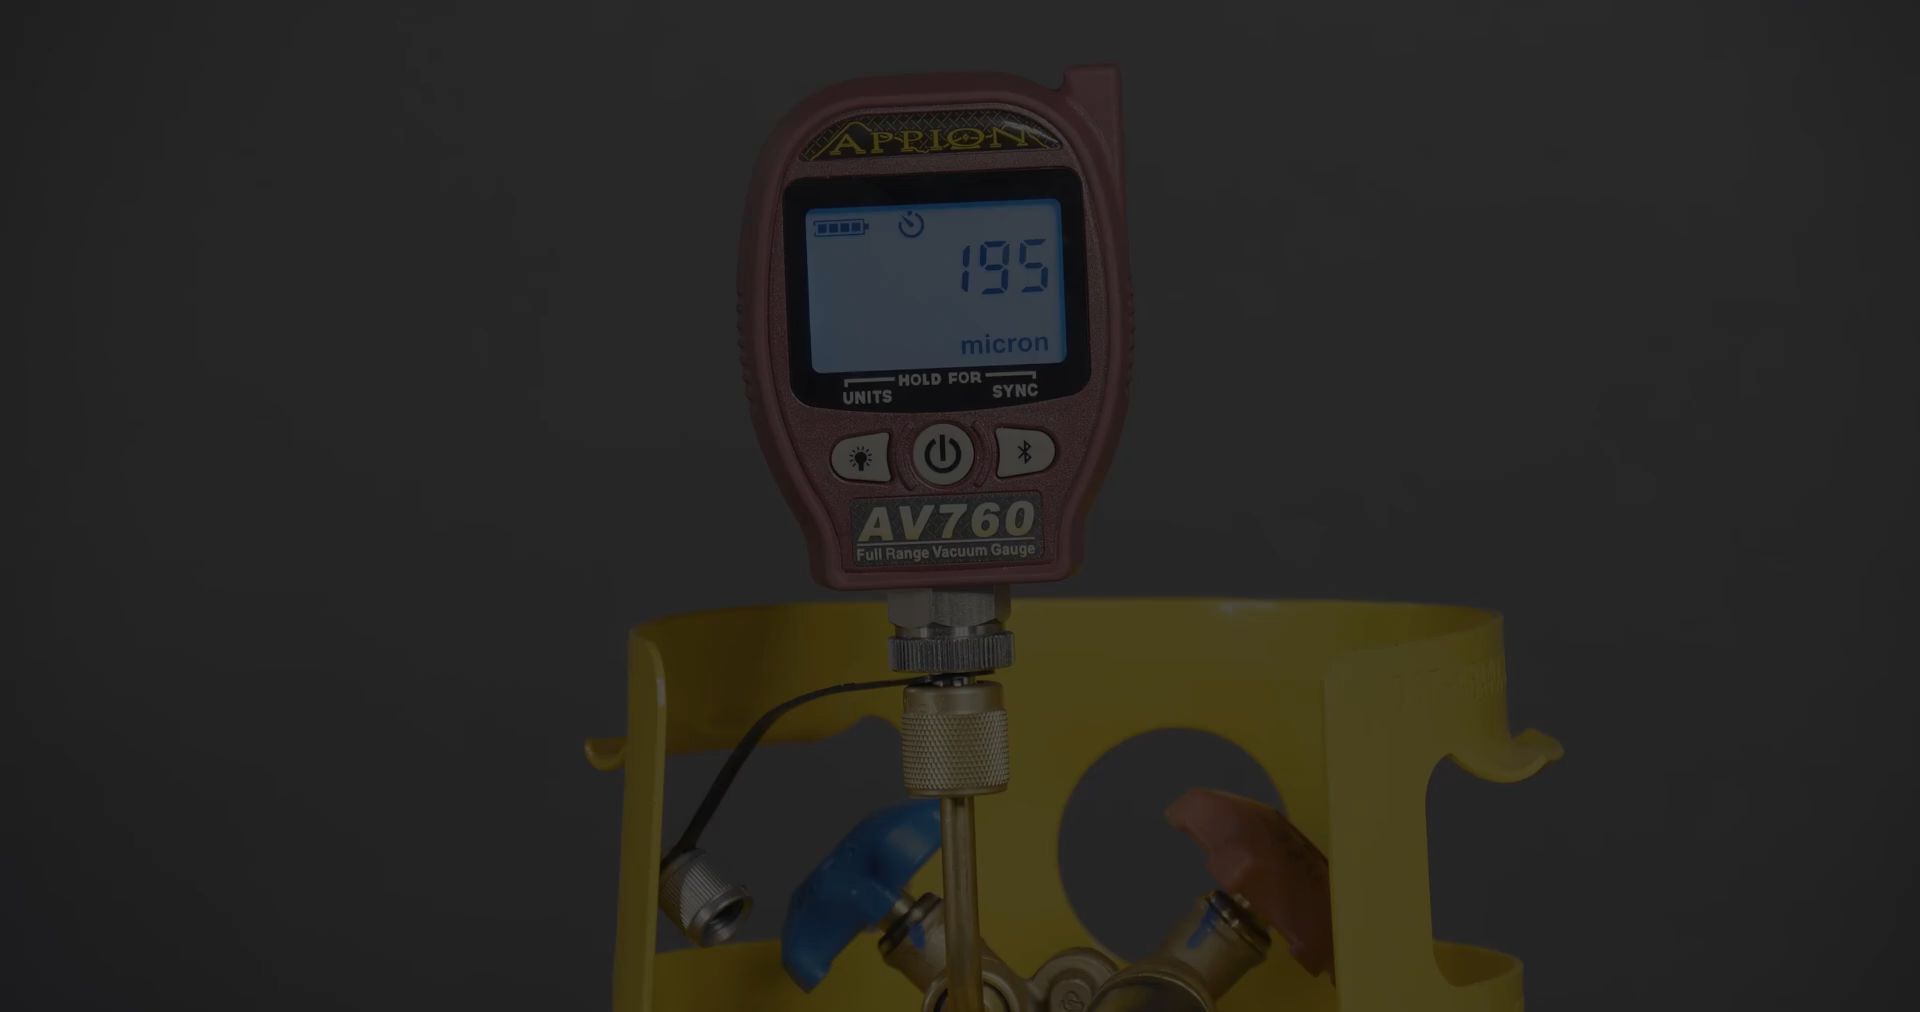 APPION
195
micron
HOLD FOR
UNITS SYNC
AV760
Full Range Vacuum Gauge